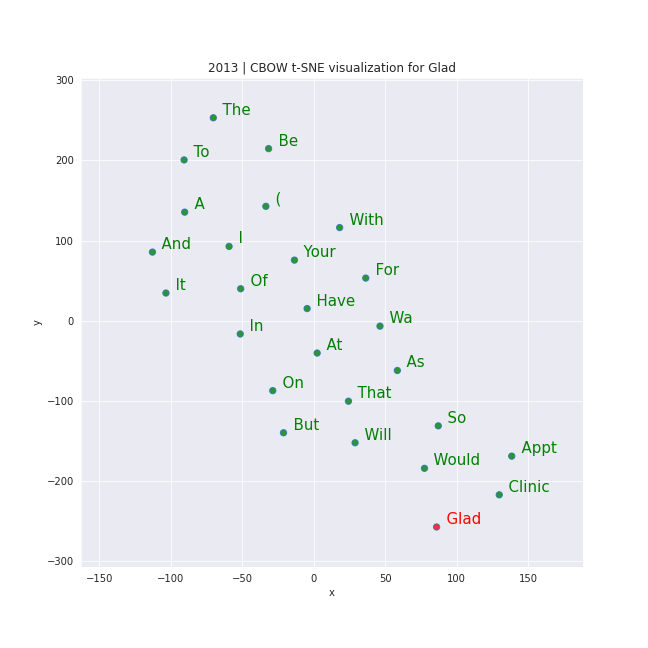 2013 | CBOW t-SNE visualization for Glad
300
The
Be
200
To
A
(
With
I
And
100
Your
For
Of
It
Have
Wa
y
0
In
At
As
On
That
−100
So
But
Will
Appt
Would
Clinic
−200
Glad
−300
−150 −100 −50 0 50 100 150
x